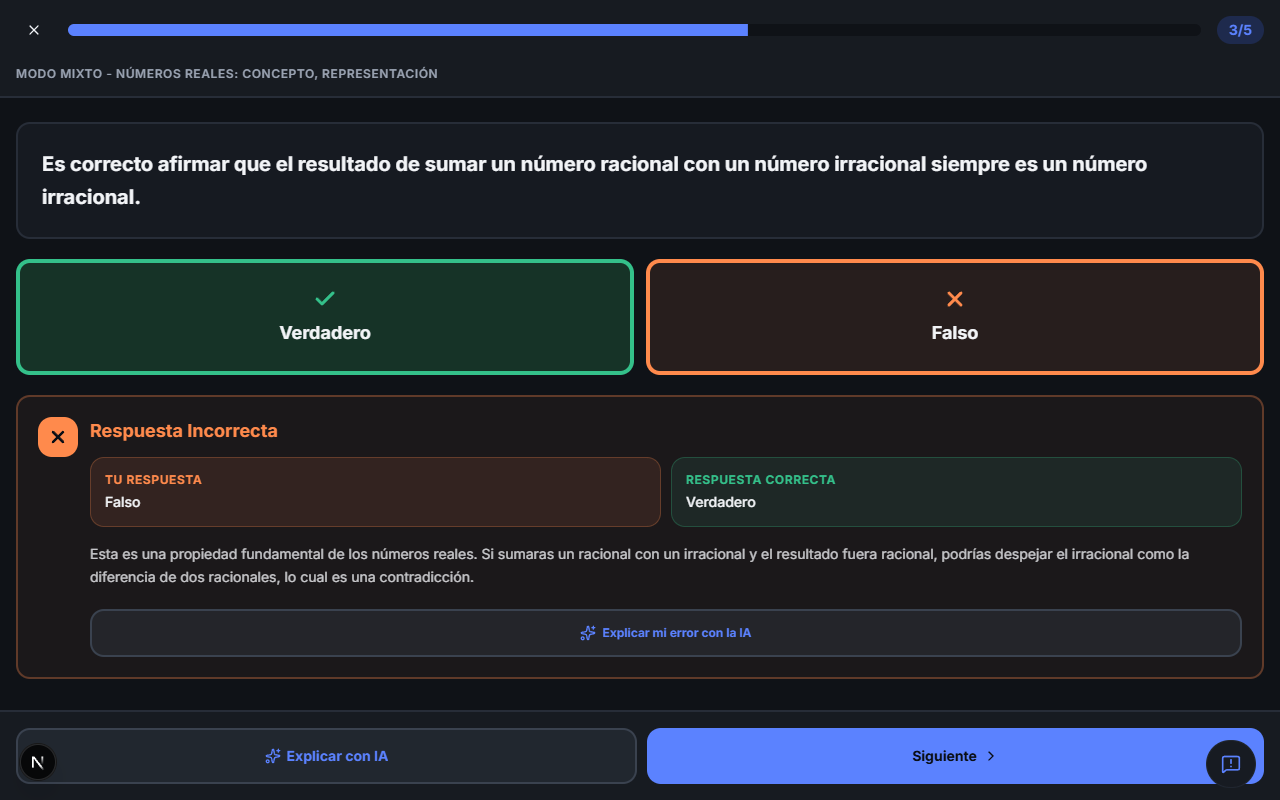 3/5
MODO MIXTO - NÚMEROS REALES: CONCEPTO, REPRESENTACIÓN
Es correcto afirmar que el resultado de sumar un número racional con un número irracional siempre es un número
irracional.
Verdadero
Falso
Respuesta Incorrecta
TU RESPUESTA
Falso
RESPUESTA CORRECTA
Verdadero
Esta es una propiedad fundamental de los números reales. Si sumaras un racional con un irracional y el resultado fuera racional, podrías despejar el irracional como la
diferencia de dos racionales, lo cual es una contradicción.
Explicar mi error con la IA
Explicar con IA
Siguiente
N